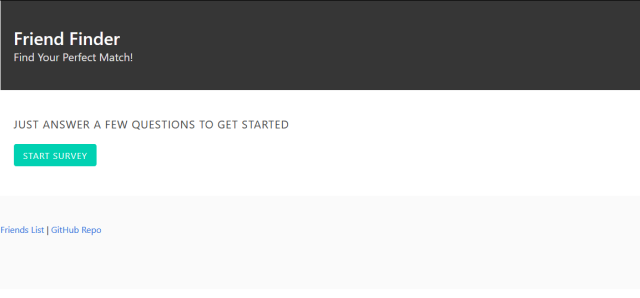 Friend Finder
Find Your Perfect Match!
JUST ANSWER A FEW QUESTIONS TO GET STARTED
START SURVEY
Friends List | GitHub Repo